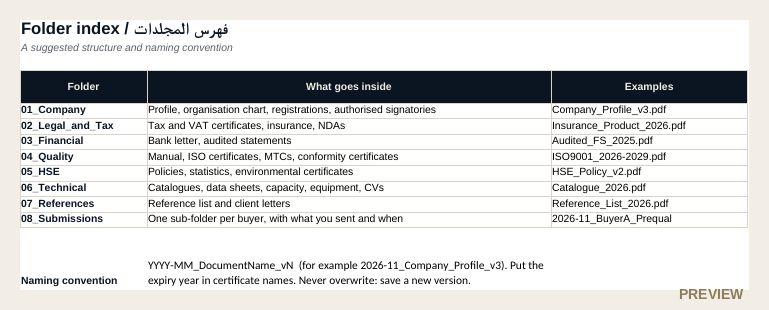 Folder index / فهرس المجلدات
A suggested structure and naming convention
Folder What goes inside Examples
01_Company Profile, organisation chart, registrations, authorised signatories Company_Profile_v3.pdf
02_Legal_and_Tax Tax and VAT certificates, insurance, NDAs Insurance_Product_2026.pdf
03_Financial Bank letter, audited statements Audited_FS_2025.pdf
04_Quality Manual, ISO certificates, MTCs, conformity certificates ISO9001_2026-2029.pdf
05_HSE Policies, statistics, environmental certificates HSE_Policy_v2.pdf
06_Technical Catalogues, data sheets, capacity, equipment, CVs Catalogue_2026.pdf
07_References Reference list and client letters Reference_List_2026.pdf
08_Submissions One sub-folder per buyer, with what you sent and when 2026-11_BuyerA_Prequal
YYYY-MM_DocumentName_vN (for example 2026-11_Company_Profile_v3). Put the
Naming convention expiry year in certificate names. Never overwrite: save a new version.
PREVIEW